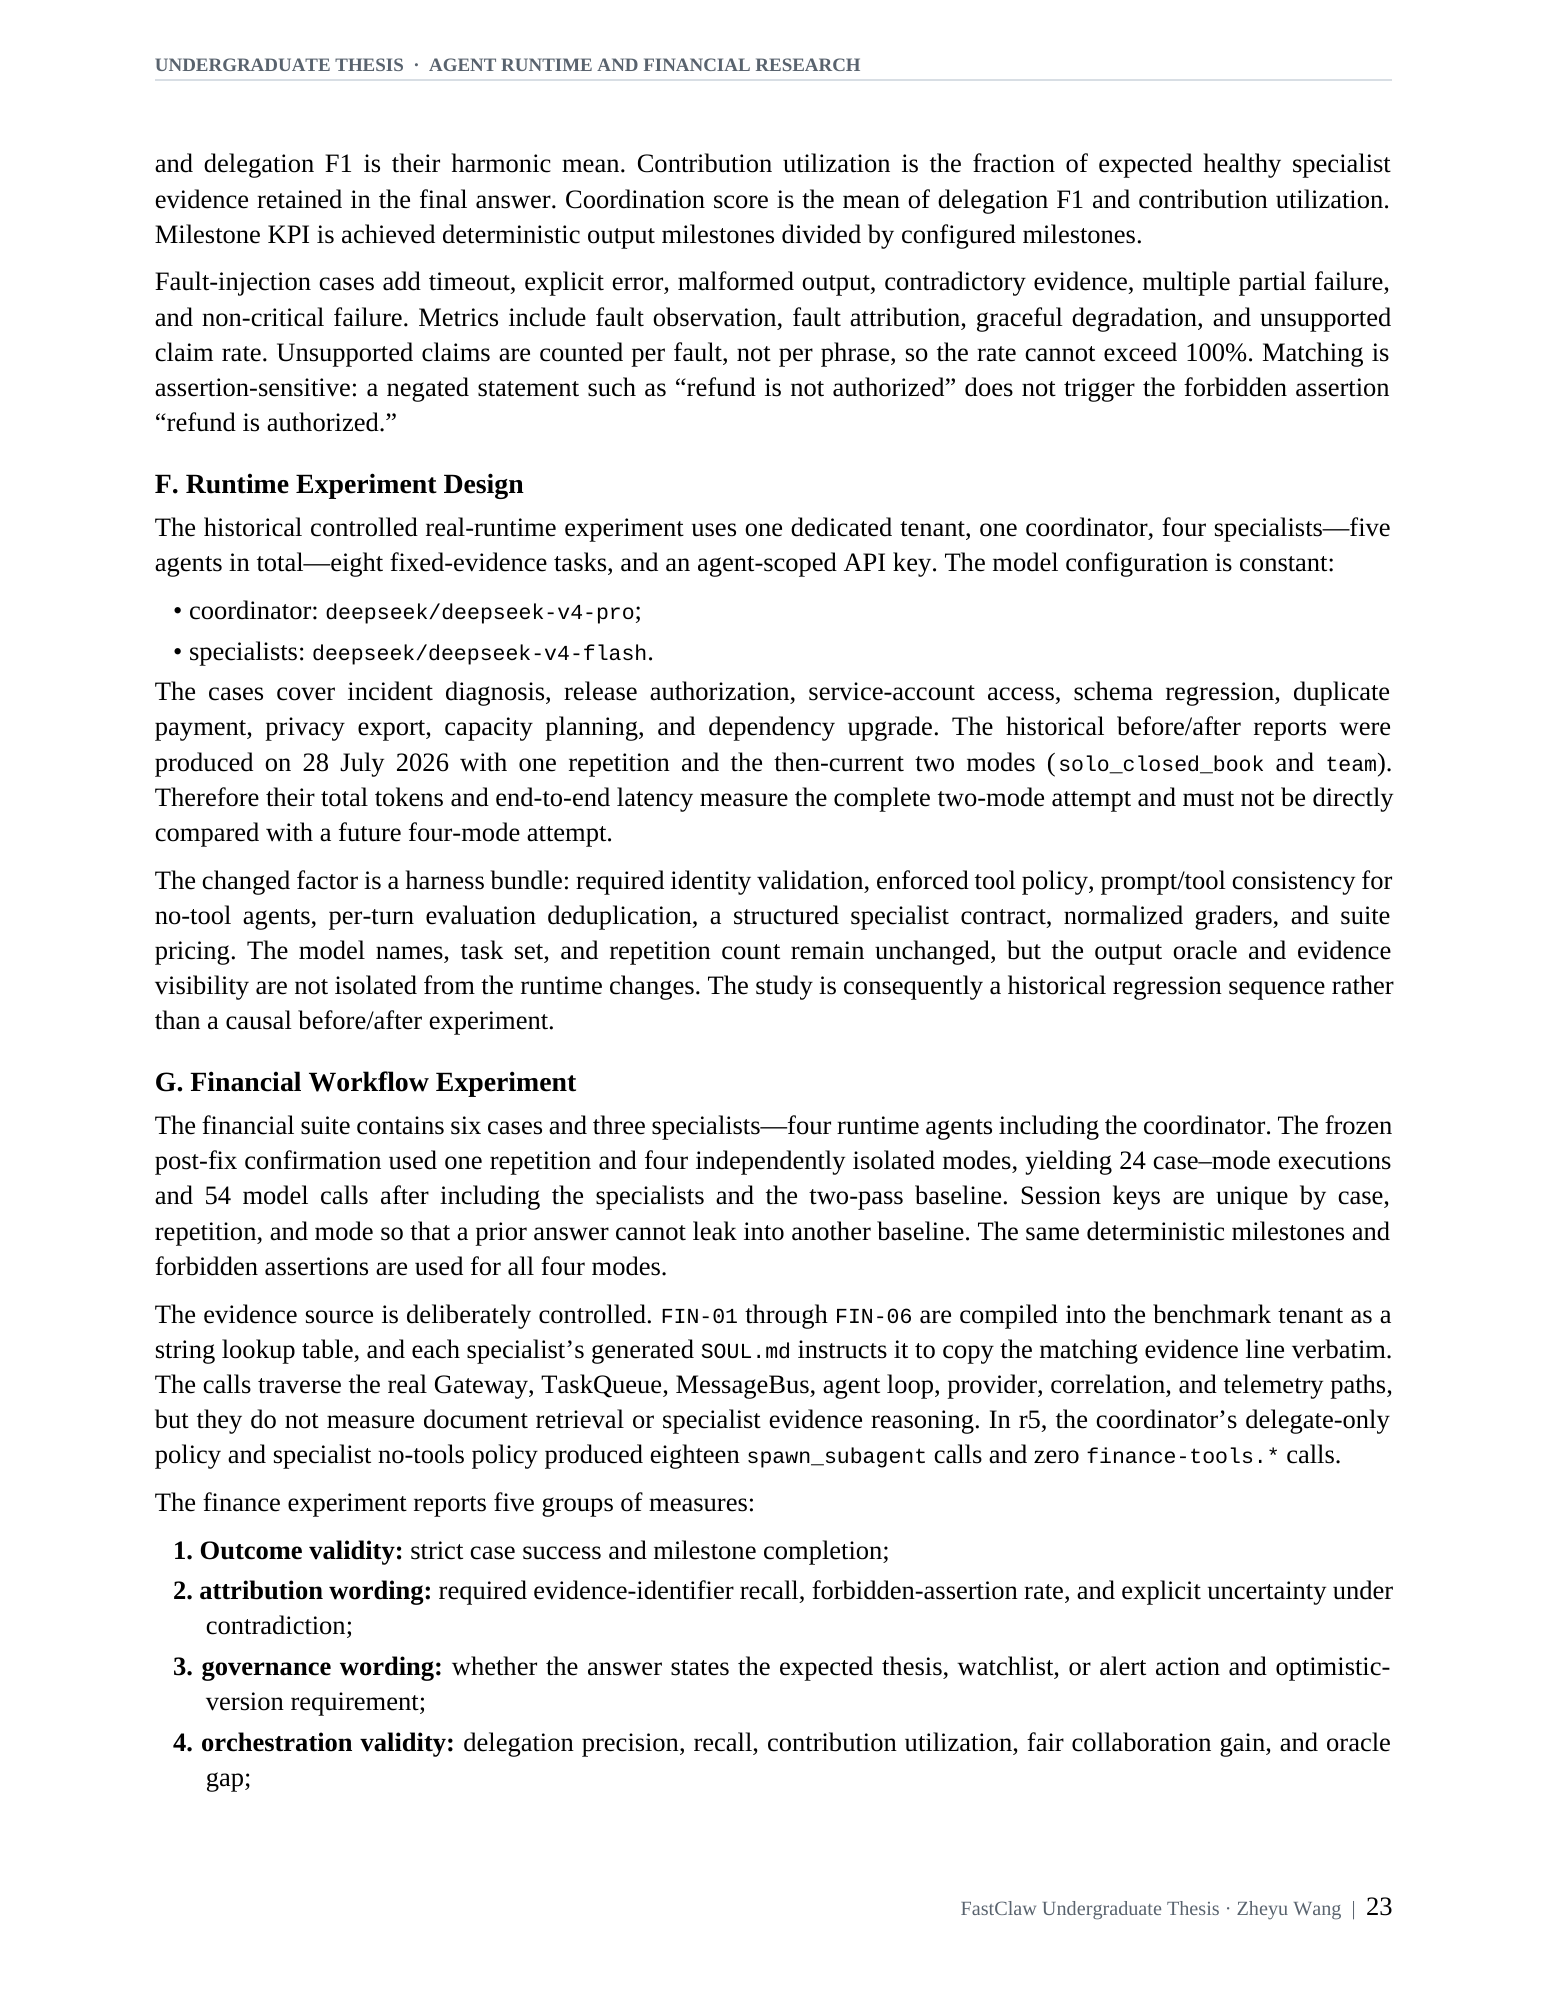 UNDERGRADUATE THESIS · AGENT RUNTIME AND FINANCIAL RESEARCH
and delegation F1 is their harmonic mean. Contribution utilization is the fraction of expected healthy specialist
evidence retained in the final answer. Coordination score is the mean of delegation F1 and contribution utilization.
Milestone KPI is achieved deterministic output milestones divided by configured milestones.
Fault-injection cases add timeout, explicit error, malformed output, contradictory evidence, multiple partial failure,
and non-critical failure. Metrics include fault observation, fault attribution, graceful degradation, and unsupported
claim rate. Unsupported claims are counted per fault, not per phrase, so the rate cannot exceed 100%. Matching is
assertion-sensitive: a negated statement such as “refund is not authorized” does not trigger the forbidden assertion
“refund is authorized.”
F. Runtime Experiment Design
The historical controlled real-runtime experiment uses one dedicated tenant, one coordinator, four specialists—five
agents in total—eight fixed-evidence tasks, and an agent-scoped API key. The model configuration is constant:
• coordinator: deepseek/deepseek-v4-pro;
• specialists: deepseek/deepseek-v4-flash.
The cases cover incident diagnosis, release authorization, service-account access, schema regression, duplicate
payment, privacy export, capacity planning, and dependency upgrade. The historical before/after reports were
produced on 28 July 2026 with one repetition and the then-current two modes (solo_closed_book and team).
Therefore their total tokens and end-to-end latency measure the complete two-mode attempt and must not be directly
compared with a future four-mode attempt.
The changed factor is a harness bundle: required identity validation, enforced tool policy, prompt/tool consistency for
no-tool agents, per-turn evaluation deduplication, a structured specialist contract, normalized graders, and suite
pricing. The model names, task set, and repetition count remain unchanged, but the output oracle and evidence
visibility are not isolated from the runtime changes. The study is consequently a historical regression sequence rather
than a causal before/after experiment.
G. Financial Workflow Experiment
The financial suite contains six cases and three specialists—four runtime agents including the coordinator. The frozen
post-fix confirmation used one repetition and four independently isolated modes, yielding 24 case–mode executions
and 54 model calls after including the specialists and the two-pass baseline. Session keys are unique by case,
repetition, and mode so that a prior answer cannot leak into another baseline. The same deterministic milestones and
forbidden assertions are used for all four modes.
The evidence source is deliberately controlled. FIN-01 through FIN-06 are compiled into the benchmark tenant as a
string lookup table, and each specialist’s generated SOUL.md instructs it to copy the matching evidence line verbatim.
The calls traverse the real Gateway, TaskQueue, MessageBus, agent loop, provider, correlation, and telemetry paths,
but they do not measure document retrieval or specialist evidence reasoning. In r5, the coordinator’s delegate-only
policy and specialist no-tools policy produced eighteen spawn_subagent calls and zero finance-tools.* calls.
The finance experiment reports five groups of measures:
1. Outcome validity: strict case success and milestone completion;
2. attribution wording: required evidence-identifier recall, forbidden-assertion rate, and explicit uncertainty under
contradiction;
3. governance wording: whether the answer states the expected thesis, watchlist, or alert action and optimistic-
version requirement;
4. orchestration validity: delegation precision, recall, contribution utilization, fair collaboration gain, and oracle
gap;
FastClaw Undergraduate Thesis · Zheyu Wang | 23